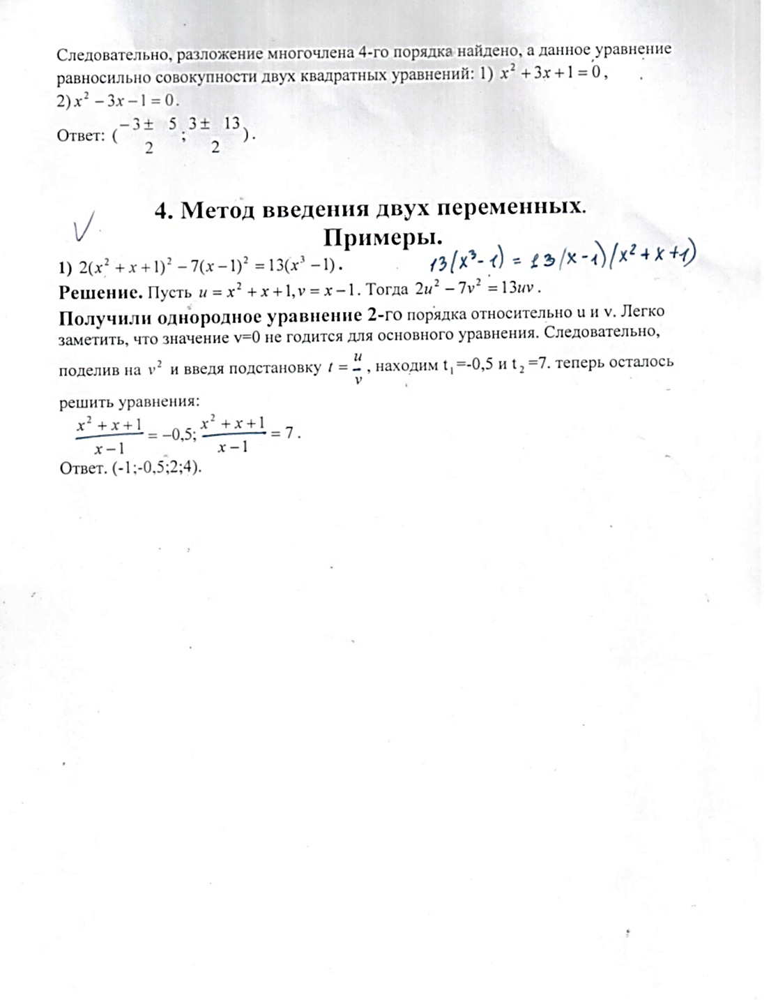 Следовательно, разложение многочлена 4-го порядка найдено, а данное уравнение
равносильно совокупности двух квадратных уравнений: 1) x² + 3x + 1 = 0 ,
2) x² − 3x − 1 = 0 .
Ответ: ( −3 ± 5 / 2 ; 3 ± 13 / 2 ) .
4. Метод введения двух переменных.
Примеры.
13(x³-1) = 13(x-1)(x²+x+1)
1) 2(x² + x + 1)² − 7(x − 1)² = 13(x³ − 1) .
Решение. Пусть u = x² + x + 1, v = x − 1. Тогда 2u² − 7v² = 13uv .
Получили однородное уравнение 2-го порядка относительно u и v. Легко
заметить, что значение v=0 не годится для основного уравнения. Следовательно,
поделив на v² и введя подстановку t = u/v , находим t₁=-0,5 и t₂=7. теперь осталось
решить уравнения:
(x² + x + 1)/(x − 1) = −0,5; (x² + x + 1)/(x − 1) = 7 .
Ответ. (-1;-0,5;2;4).